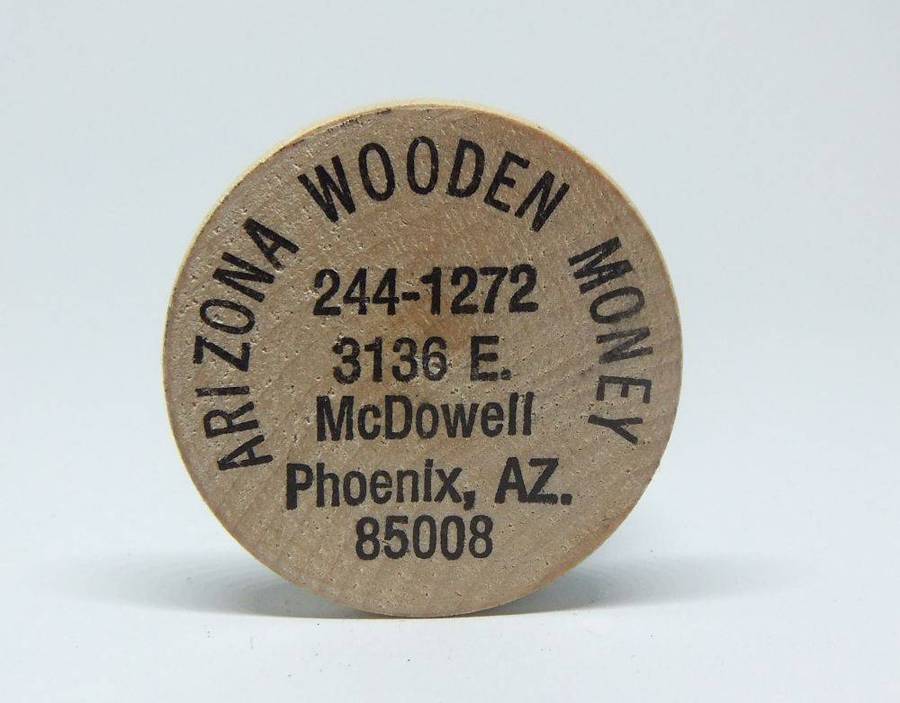 ARIZONA WOODEN MONEY
244-1272
3136 E.
McDowell
Phoenix, AZ.
85008